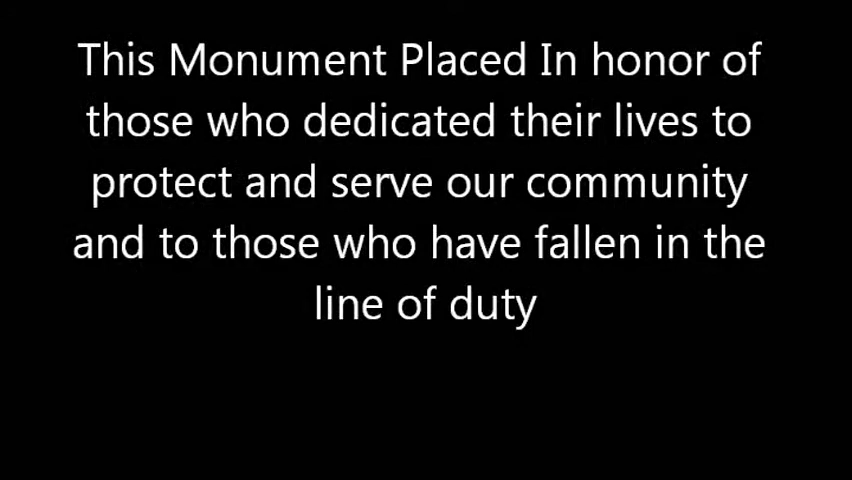 This Monument Placed In honor of
those who dedicated their lives to
protect and serve our community
and to those who have fallen in the
line of duty